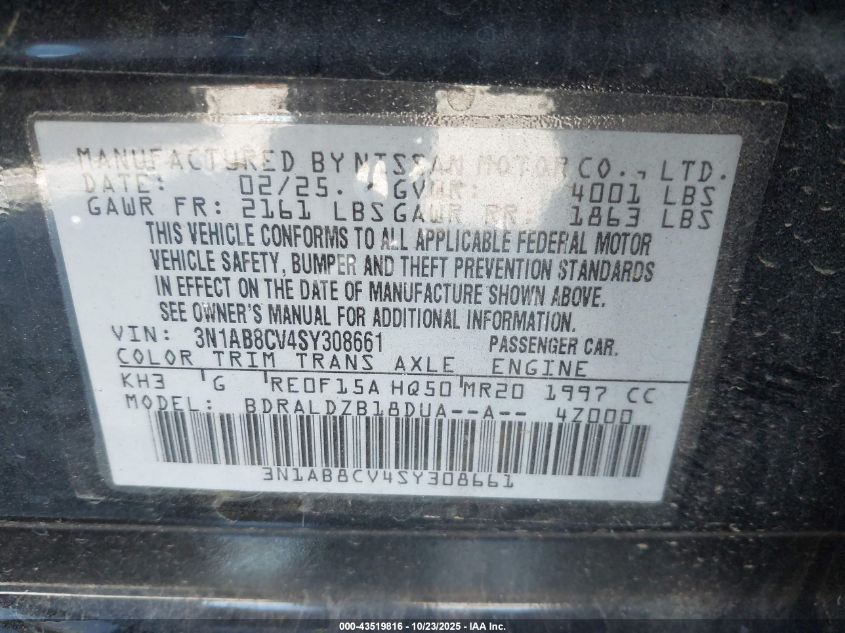 MANUFACTURED BY NISSAN MOTOR CO., LTD.
DATE: 02/25. GVWR: 4001 LBS
GAWR FR: 2161 LBS GAWR RR: 1863 LBS
THIS VEHICLE CONFORMS TO ALL APPLICABLE FEDERAL MOTOR
VEHICLE SAFETY, BUMPER AND THEFT PREVENTION STANDARDS
IN EFFECT ON THE DATE OF MANUFACTURE SHOWN ABOVE.
SEE OWNER'S MANUAL FOR ADDITIONAL INFORMATION.
VIN: 3N1AB8CV4SY308661 PASSENGER CAR.
COLOR TRIM TRANS AXLE ENGINE
KH3 G RE0F15A HQ50 MR20 1997 CC
MODEL: BDRALDZB18DUA--A-- 4Z000
3N1AB8CV4SY308661
000-43519816 - 10/23/2025 - IAA Inc.